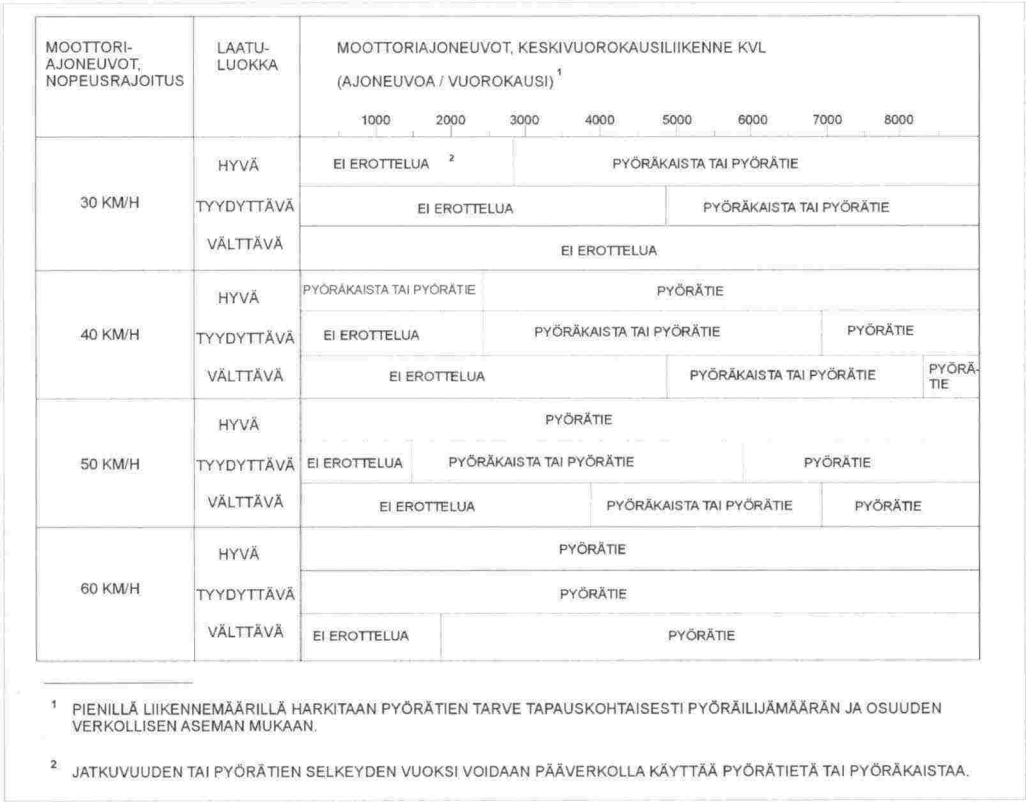 MOOTTORI-
AJONEUVOT,
NOPEUSRAJOITUS
LAATU-
LUOKKA
MOOTTORIAJONEUVOT, KESKIVUOROKAUSILIIKENNE KVL
(AJONEUVOA / VUOROKAUSI) 1
1000 2000 3000 4000 5000 6000 7000 8000
30 KM/H
HYVÄ
EI EROTTELUA 2
PYÖRÄKAISTA TAI PYÖRÄTIE
TYYDYTTÄVÄ
EI EROTTELUA
PYÖRÄKAISTA TAI PYÖRÄTIE
VÄLTTÄVÄ
EI EROTTELUA
40 KM/H
HYVÄ
PYÖRÄKAISTA TAI PYÖRÄTIE
PYÖRÄTIE
TYYDYTTÄVÄ
EI EROTTELUA
PYÖRÄKAISTA TAI PYÖRÄTIE
PYÖRÄTIE
VÄLTTÄVÄ
EI EROTTELUA
PYÖRÄKAISTA TAI PYÖRÄTIE
PYÖRÄ-
TIE
50 KM/H
HYVÄ
PYÖRÄTIE
TYYDYTTÄVÄ
EI EROTTELUA
PYÖRÄKAISTA TAI PYÖRÄTIE
PYÖRÄTIE
VÄLTTÄVÄ
EI EROTTELUA
PYÖRÄKAISTA TAI PYÖRÄTIE
PYÖRÄTIE
60 KM/H
HYVÄ
PYÖRÄTIE
TYYDYTTÄVÄ
PYÖRÄTIE
VÄLTTÄVÄ
EI EROTTELUA
PYÖRÄTIE
1 PIENILLÄ LIIKENNEMÄÄRILLÄ HARKITAAN PYÖRÄTIEN TARVE TAPAUSKOHTAISESTI PYÖRÄILIJÄMÄÄRÄN JA OSUUDEN
VERKOLLISEN ASEMAN MUKAAN.
2 JATKUVUUDEN TAI PYÖRÄTIEN SELKEYDEN VUOKSI VOIDAAN PÄÄVERKOLLA KÄYTTÄÄ PYÖRÄTIETÄ TAI PYÖRÄKAISTAA.